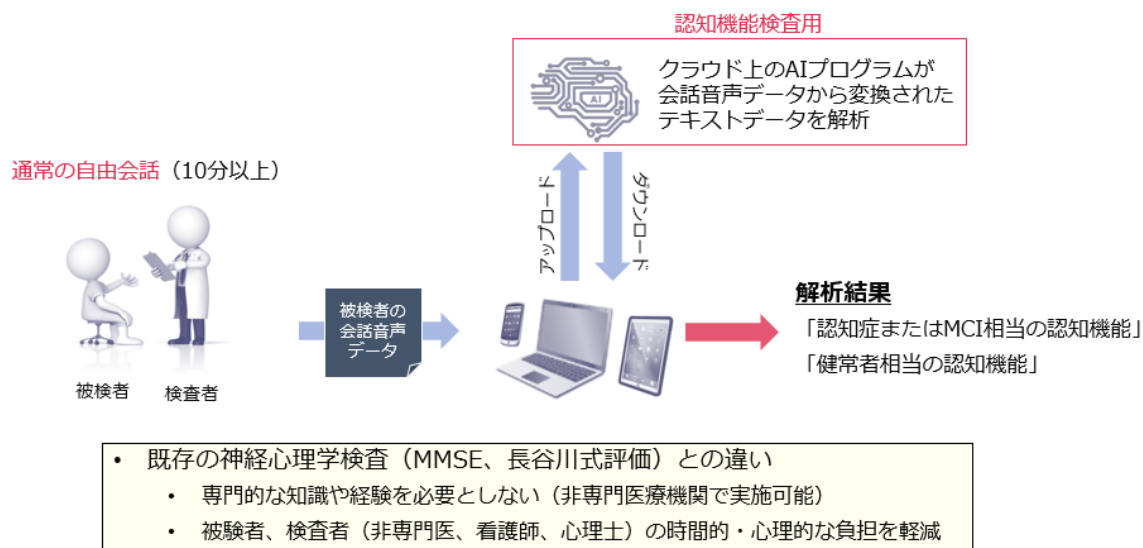 認知機能検査用
クラウド上のAIプログラムが
会話音声データから変換された
テキストデータを解析
AI
通常の自由会話（10分以上）
アップロード
ダウンロード
被検者の
会話音声
データ
被検者
検査者
解析結果
「認知症またはMCI相当の認知機能」
「健常者相当の認知機能」
• 既存の神経心理学検査（MMSE、長谷川式評価）との違い
• 専門的な知識や経験を必要としない（非専門医療機関で実施可能）
• 被験者、検査者（非専門医、看護師、心理士）の時間的・心理的な負担を軽減